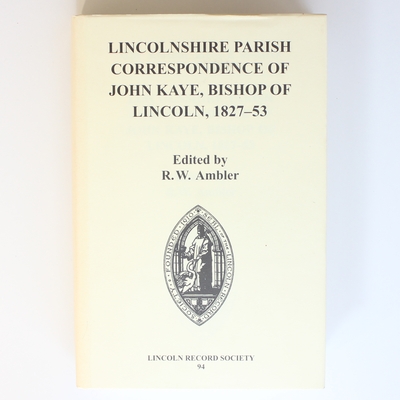 LINCOLNSHIRE PARISH
CORRESPONDENCE OF
JOHN KAYE, BISHOP OF
LINCOLN, 1827–53
Edited by
R.W. Ambler
LINCOLN RECORD SOCIETY
94